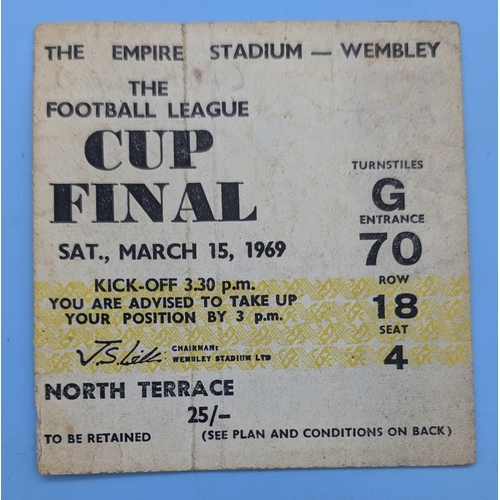 THE EMPIRE STADIUM — WEMBLEY
THE
FOOTBALL LEAGUE
CUP
FINAL
SAT., MARCH 15, 1969
KICK-OFF 3.30 p.m.
YOU ARE ADVISED TO TAKE UP
YOUR POSITION BY 3 p.m.
CHAIRMAN:
WEMBLEY STADIUM LTD
NORTH TERRACE
25/-
TO BE RETAINED (SEE PLAN AND CONDITIONS ON BACK)
TURNSTILES
G
ENTRANCE
70
ROW
18
SEAT
4